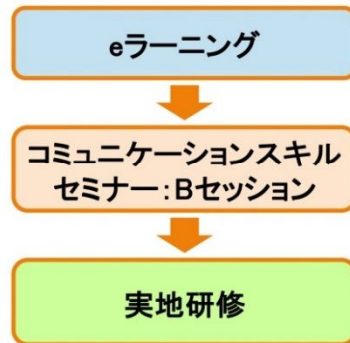 eラーニング
コミュニケーションスキル
セミナー：Bセッション
実地研修